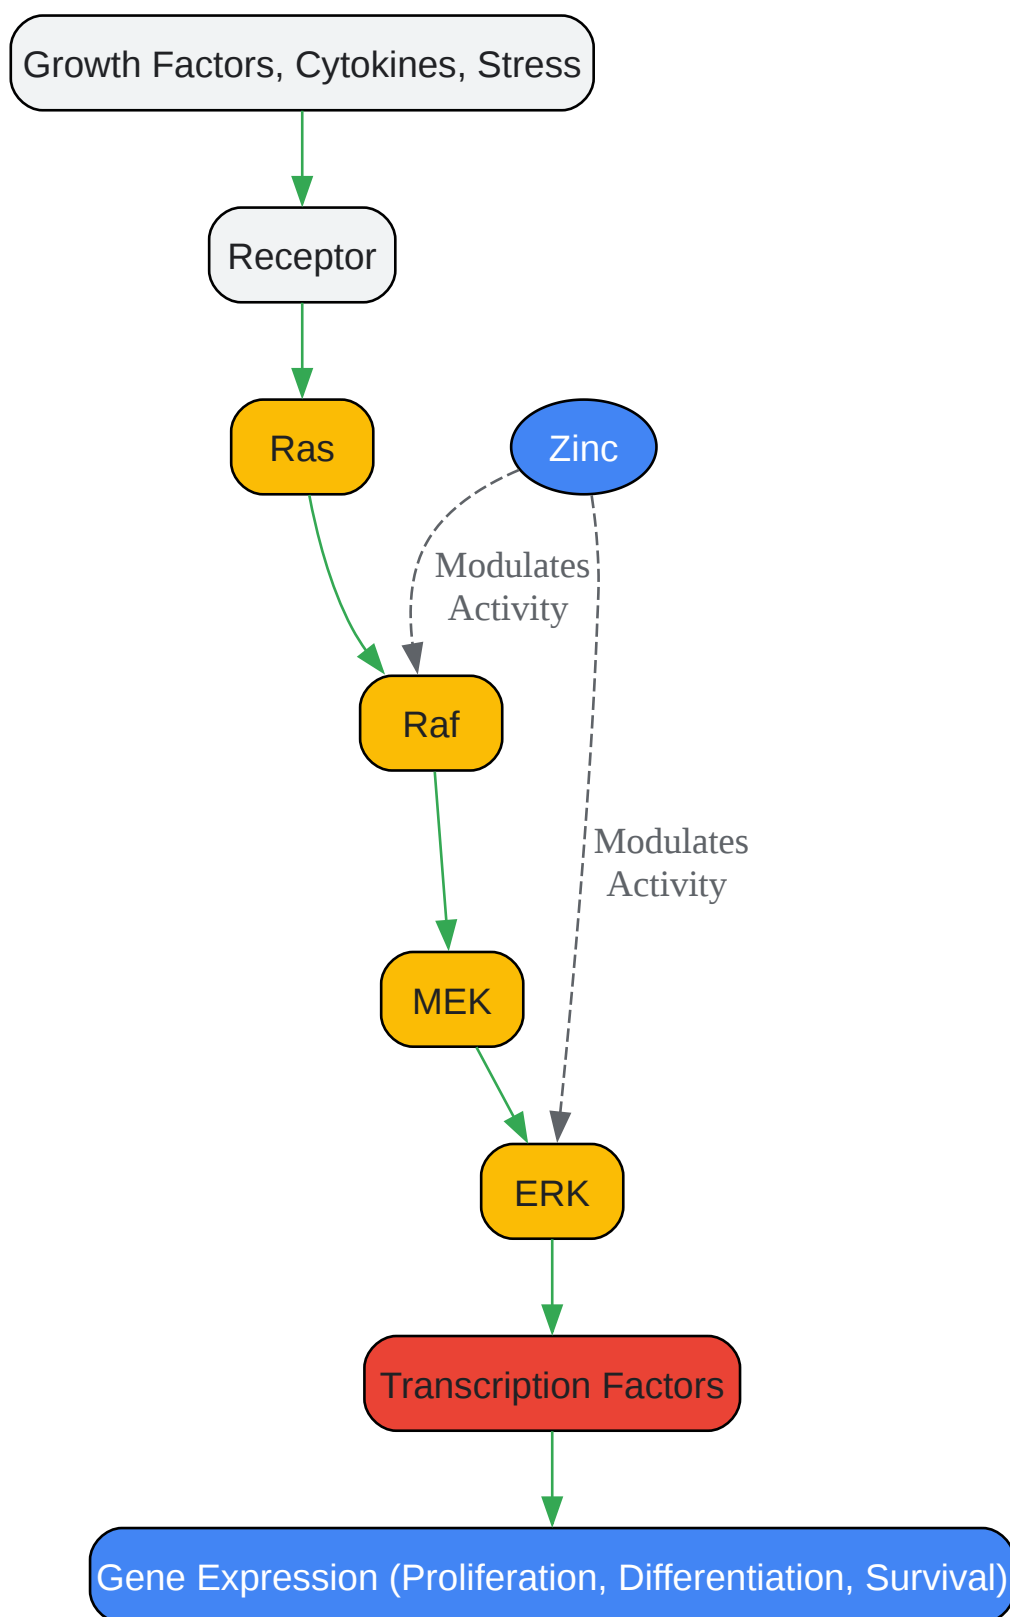 Growth Factors, Cytokines, Stress
Receptor
Ras
Zinc
Modulates
Activity
Raf
Modulates
Activity
MEK
ERK
Transcription Factors
Gene Expression (Proliferation, Differentiation, Survival)